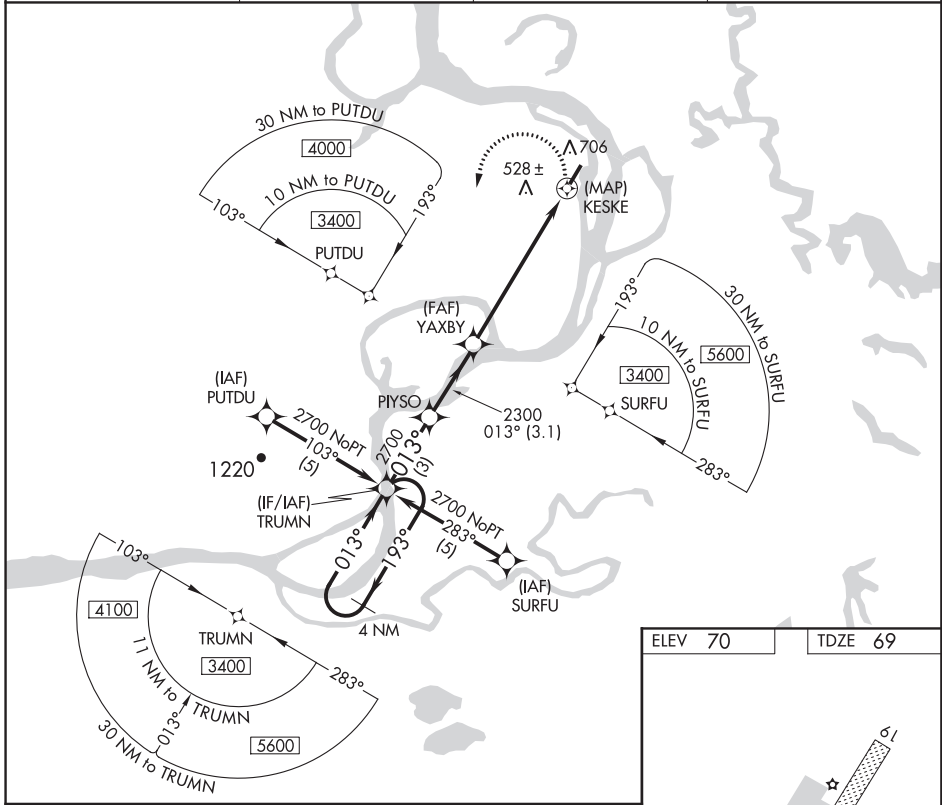 30 NM to PUTDU
4000
10 NM to PUTDU
3400
103°
193°
PUTDU
706
528 ±
(MAP)
KESKE
(FAF)
YAXBY
193°
30 NM to SURFU
10 NM to SURFU
5600
3400
SURFU
283°
(IAF)
PUTDU
PIYSO
2300
013° (3.1)
2700 NoPT
103°
(5)
1220
2700
013°
(3)
(IF/IAF)
TRUMN
2700 NoPT
283°
(5)
013°
193°
(IAF)
SURFU
4 NM
103°
4100
TRUMN
3400
11 NM to TRUMN
283°
013°
5600
30 NM to TRUMN
ELEV 70
TDZE 69
19